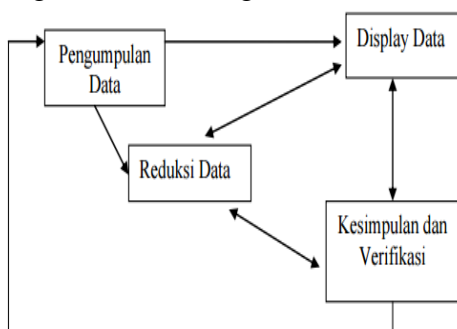 Pengumpulan
Data
Display Data
Reduksi Data
Kesimpulan dan
Verifikasi